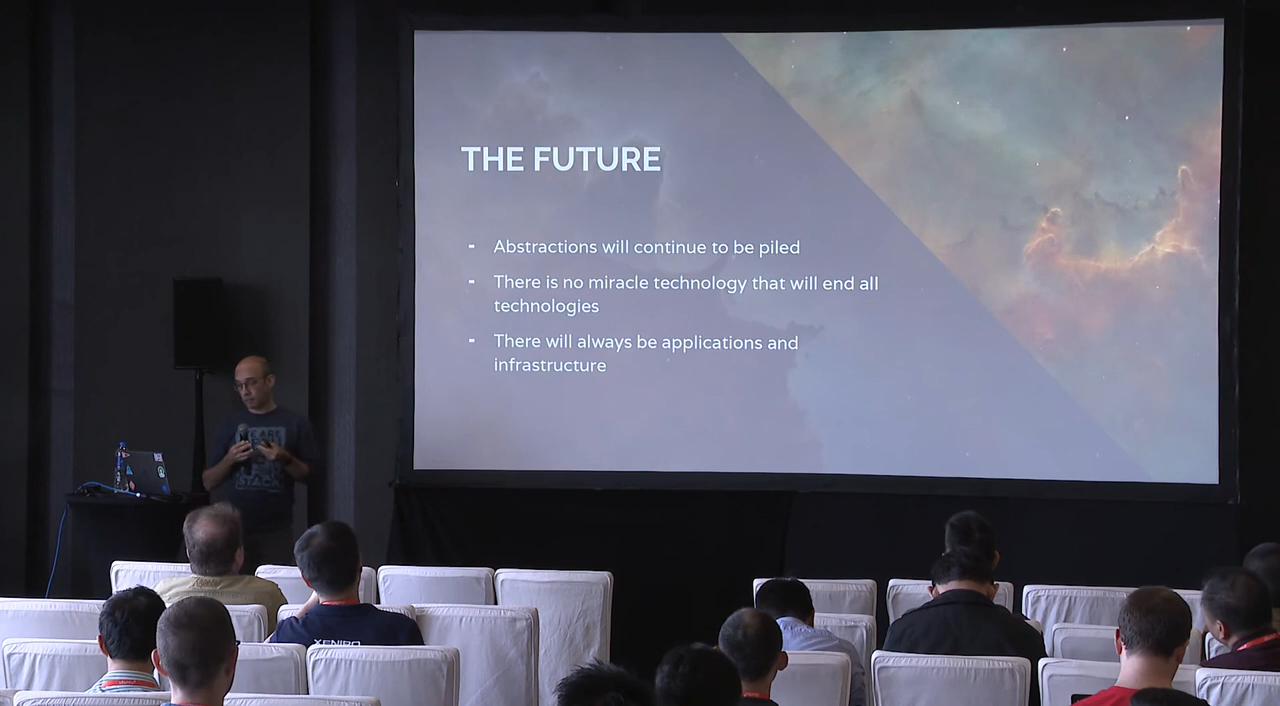 THE FUTURE
- Abstractions will continue to be piled
- There is no miracle technology that will end all
technologies
- There will always be applications and
infrastructure
STACK